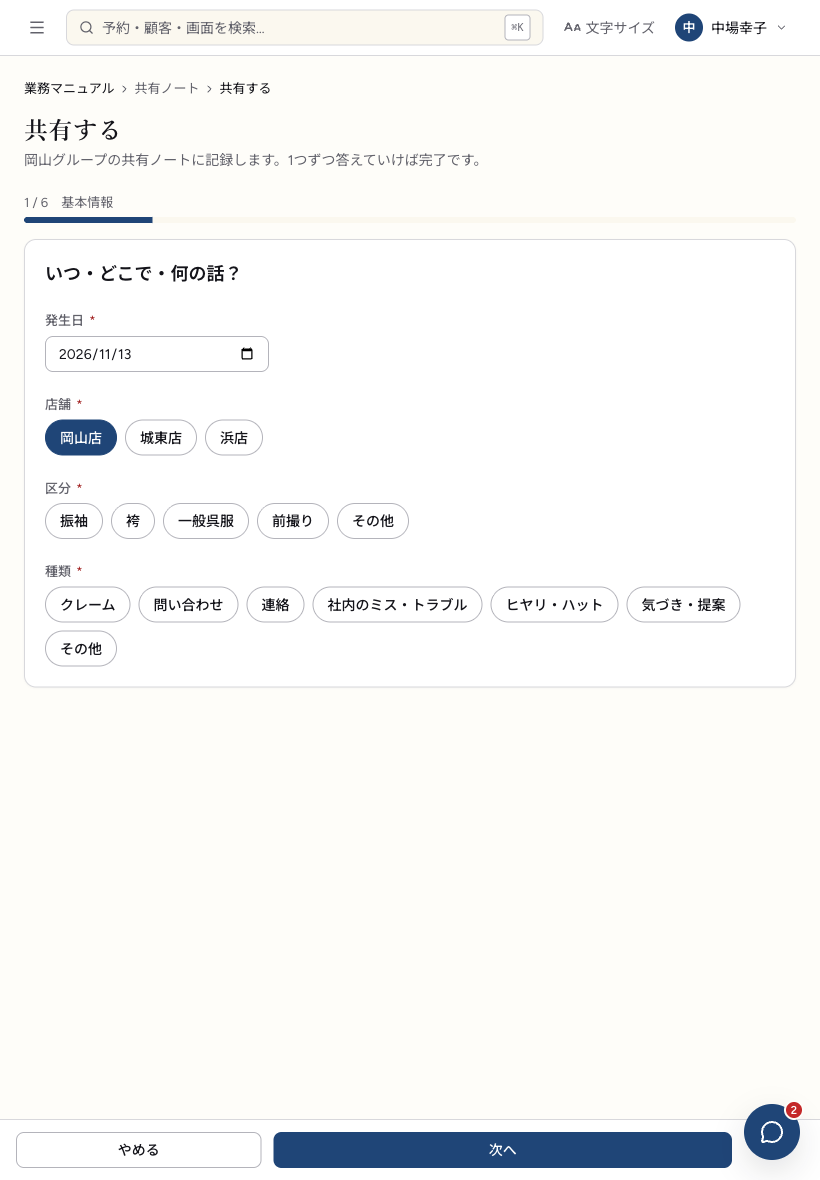 予約・顧客・画面を検索... ⌘K AA 文字サイズ 中 中場幸子
業務マニュアル › 共有ノート › 共有する
共有する
岡山グループの共有ノートに記録します。1つずつ答えていけば完了です。
1 / 6 基本情報
いつ・どこで・何の話？
発生日 *
2026/11/13
店舗 *
岡山店 城東店 浜店
区分 *
振袖 袴 一般呉服 前撮り その他
種類 *
クレーム 問い合わせ 連絡 社内のミス・トラブル ヒヤリ・ハット 気づき・提案
その他
2
やめる 次へ